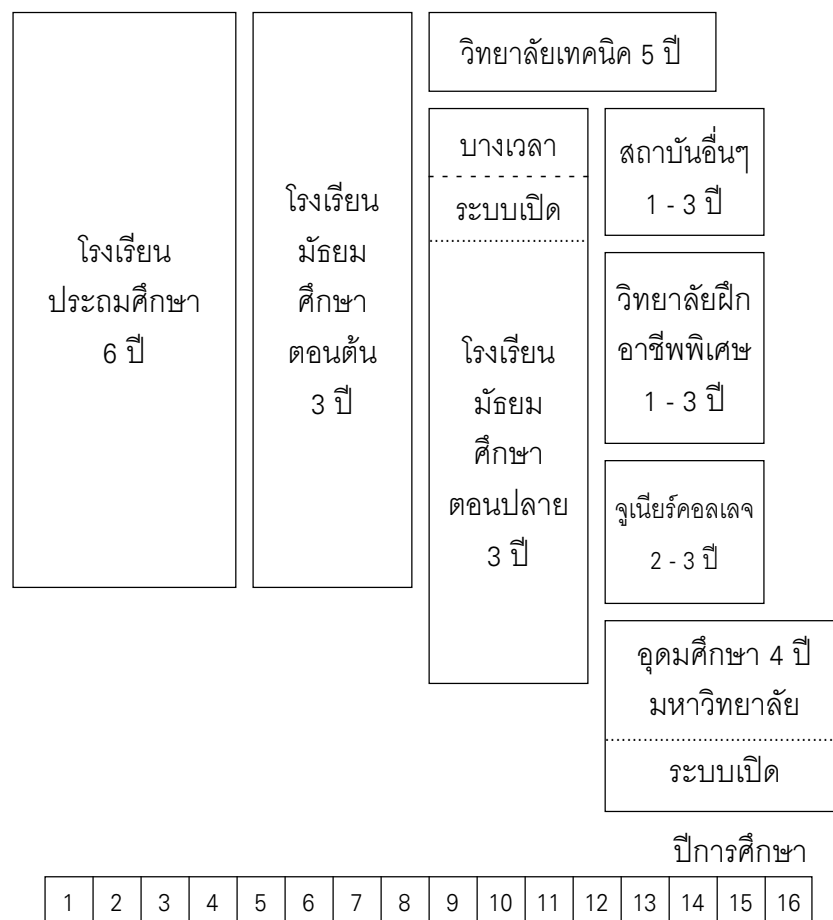 โรงเรียน
ประถมศึกษา
6 ปี
โรงเรียน
มัธยม
ศึกษา
ตอนต้น
3 ปี
วิทยาลัยเทคนิค 5 ปี
บางเวลา
ระบบเปิด
โรงเรียน
มัธยม
ศึกษา
ตอนปลาย
3 ปี
สถาบันอื่นๆ
1 - 3 ปี
วิทยาลัยฝึก
อาชีพพิเศษ
1 - 3 ปี
จูเนียร์คอลเลจ
2 - 3 ปี
อุดมศึกษา 4 ปี
มหาวิทยาลัย
ระบบเปิด
ปีการศึกษา
1 2 3 4 5 6 7 8 9 10 11 12 13 14 15 16